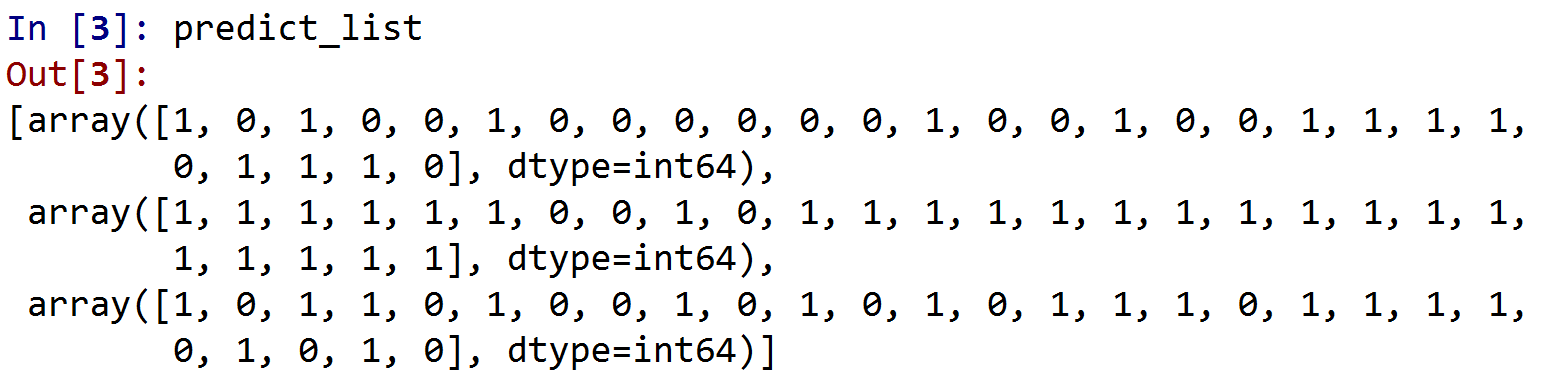 In [3]: predict_list
Out[3]:
[array([1, 0, 1, 0, 0, 1, 0, 0, 0, 0, 0, 0, 1, 0, 0, 1, 0, 0, 1, 1, 1, 1,
0, 1, 1, 1, 0], dtype=int64),
array([1, 1, 1, 1, 1, 1, 0, 0, 1, 0, 1, 1, 1, 1, 1, 1, 1, 1, 1, 1, 1, 1,
1, 1, 1, 1, 1], dtype=int64),
array([1, 0, 1, 1, 0, 1, 0, 0, 1, 0, 1, 0, 1, 0, 1, 1, 1, 0, 1, 1, 1, 1,
0, 1, 0, 1, 0], dtype=int64)]